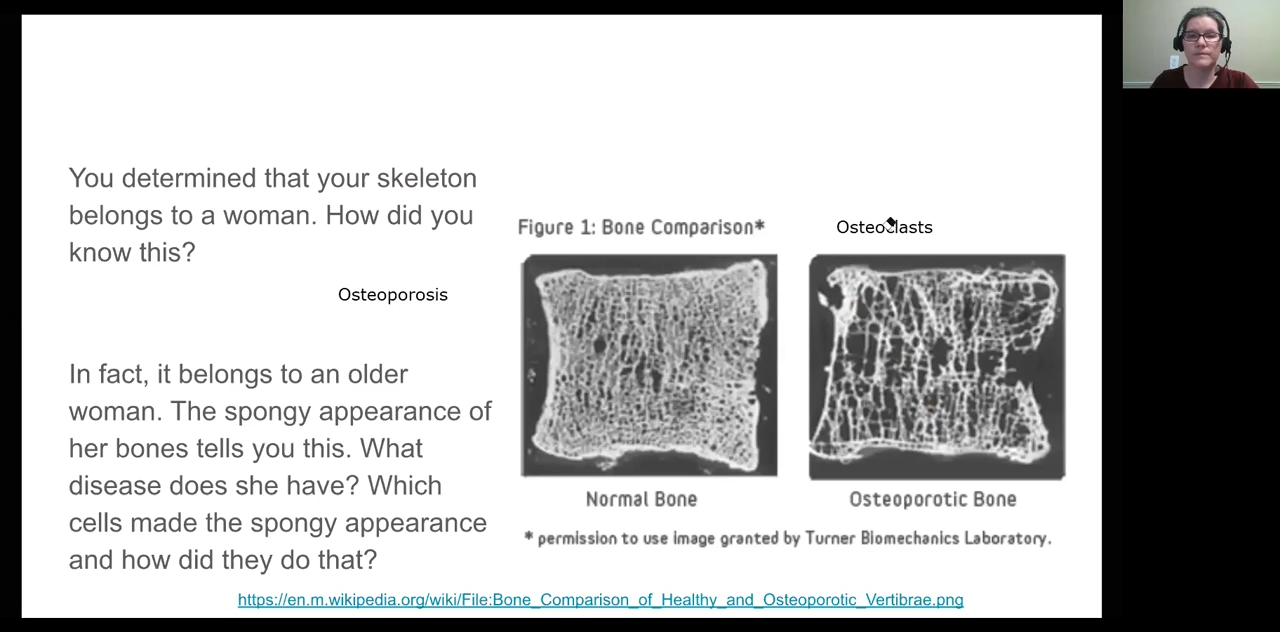 You determined that your skeleton
belongs to a woman. How did you
know this?
Osteoporosis
In fact, it belongs to an older
woman. The spongy appearance of
her bones tells you this. What
disease does she have? Which
cells made the spongy appearance
and how did they do that?
Figure 1: Bone Comparison*
Osteoclasts
Normal Bone
Osteoporotic Bone
* permission to use image granted by Turner Biomechanics Laboratory.
https://en.m.wikipedia.org/wiki/File:Bone_Comparison_of_Healthy_and_Osteoporotic_Vertibrae.png